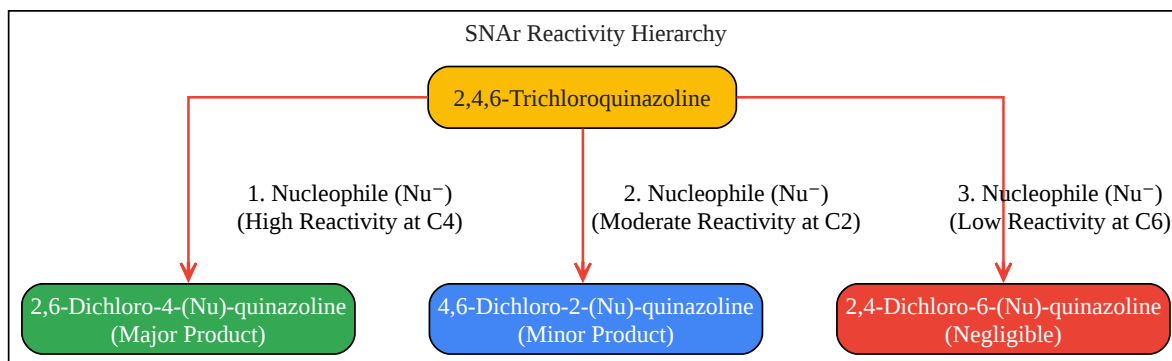 SNAr Reactivity Hierarchy
2,4,6-Trichloroquinazoline
1. Nucleophile (Nu⁻)
(High Reactivity at C4)
2. Nucleophile (Nu⁻)
(Moderate Reactivity at C2)
3. Nucleophile (Nu⁻)
(Low Reactivity at C6)
2,6-Dichloro-4-(Nu)-quinazoline
(Major Product)
4,6-Dichloro-2-(Nu)-quinazoline
(Minor Product)
2,4-Dichloro-6-(Nu)-quinazoline
(Negligible)